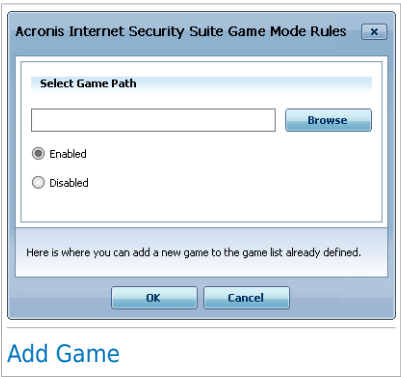 Acronis Internet Security Suite Game Mode Rules
Select Game Path
Browse
Enabled
Disabled
Here is where you can add a new game to the game list already defined.
OK Cancel
Add Game